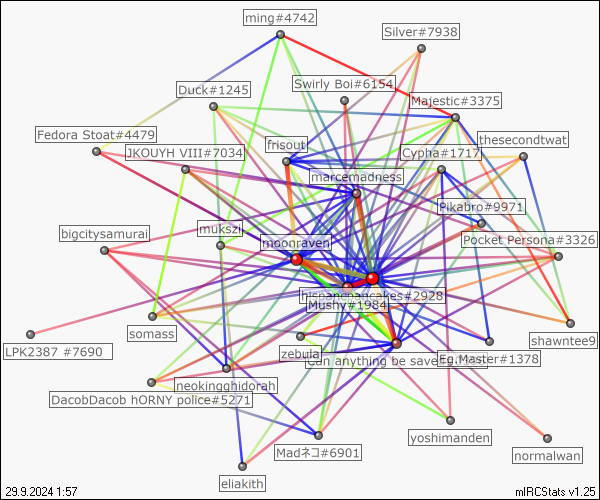 ming#4742
Silver#7938
Swirly Boi#6154
Duck#1245
Majestic#3375
Fedora Stoat#4479
frisout
thesecondtwat
JKOUYH VIII#7034
Cypha#1717
marcemadness
Pikabro#9971
mukszi
bigcitysamurai
moonraven
Pocket Persona#3326
hispancpancakes#2928
Mushy#1984
somass
shawntee9
LPK2387 #7690
zebula
Can anything be save
Eg.Master#1378
neokingghidorah
DacobDacob hORNY police#5271
yoshimanden
Madネコ#6901
normalwan
eliakith
29.9.2024 1:57
mIRCStats v1.25